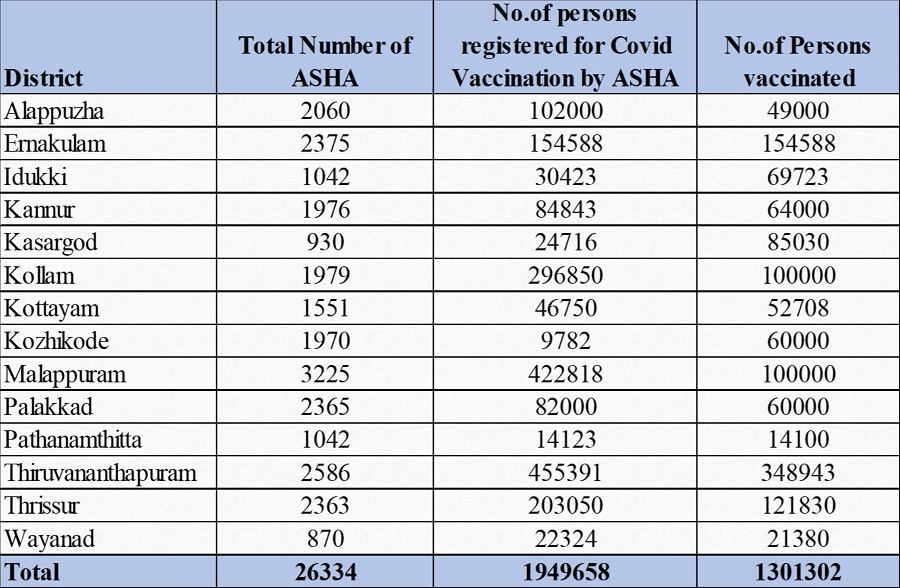 District Total Number of ASHA No.of persons registered for Covid Vaccination by ASHA No.of Persons vaccinated
Alappuzha 2060 102000 49000
Ernakulam 2375 154588 154588
Idukki 1042 30423 69723
Kannur 1976 84843 64000
Kasargod 930 24716 85030
Kollam 1979 296850 100000
Kottayam 1551 46750 52708
Kozhikode 1970 9782 60000
Malappuram 3225 422818 100000
Palakkad 2365 82000 60000
Pathanamthitta 1042 14123 14100
Thiruvananthapuram 2586 455391 348943
Thrissur 2363 203050 121830
Wayanad 870 22324 21380
Total 26334 1949658 1301302